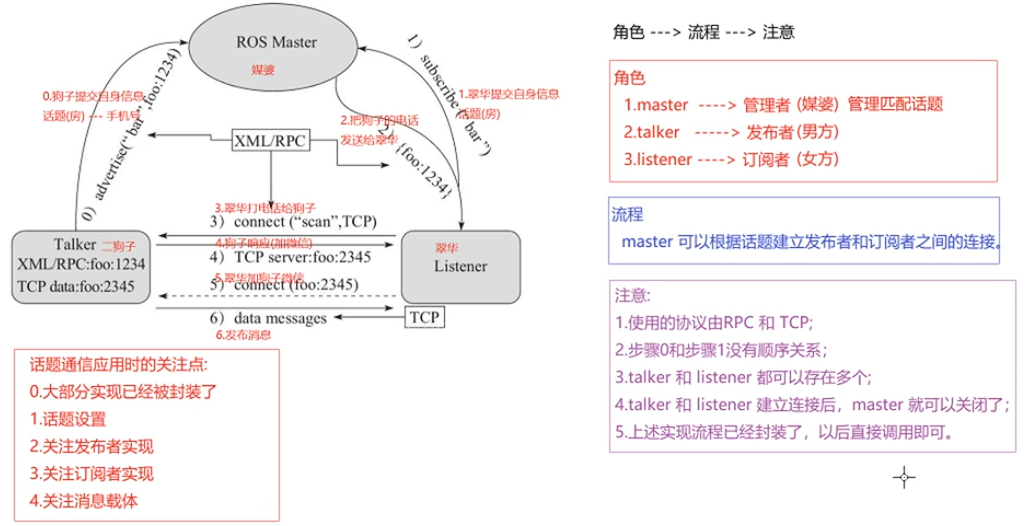 ROS Master
媒婆
0.狗子提交自身信息
话题(房) --- 手机号
0）advertise(“bar”,foo:1234)
1）subscribe (“bar”)
1.翠华提交自身信息
话题(房)
2.把狗子的电话
发送给翠华
2）{foo:1234}
XML/RPC
3.翠华打电话给狗子
3）connect (“scan”,TCP)
4.狗子响应(加微信)
4）TCP server:foo:2345
5.翠华加狗子微信
5）connect (foo:2345)
6）data messages
TCP
6.发布消息
Talker 二狗子
XML/RPC:foo:1234
TCP data:foo:2345
翠华
Listener
话题通信应用时的关注点:
0.大部分实现已经被封装了
1.话题设置
2.关注发布者实现
3.关注订阅者实现
4.关注消息载体
角色 ---> 流程 ---> 注意
角色
1.master ----> 管理者 (媒婆) 管理匹配话题
2.talker -----> 发布者 (男方)
3.listener ----> 订阅者 (女方)
流程
master 可以根据话题建立发布者和订阅者之间的连接。
注意:
1.使用的协议由RPC 和 TCP;
2.步骤0和步骤1没有顺序关系；
3.talker 和 listener 都可以存在多个;
4.talker 和 listener 建立连接后，master 就可以关闭了；
5.上述实现流程已经封装了，以后直接调用即可。